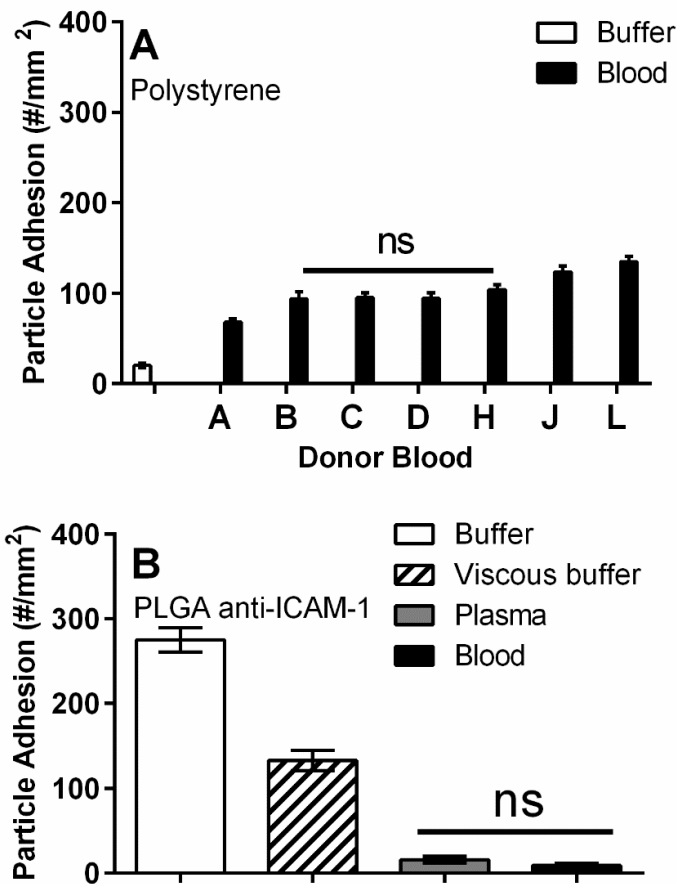 400
300
200
100
0
Particle Adhesion (#/mm 2)
A
Polystyrene
Buffer
Blood
ns
A B C D H J L
Donor Blood
400
300
200
100
0
Particle Adhesion (#/mm2)
B
PLGA anti-ICAM-1
Buffer
Viscous buffer
Plasma
Blood
ns